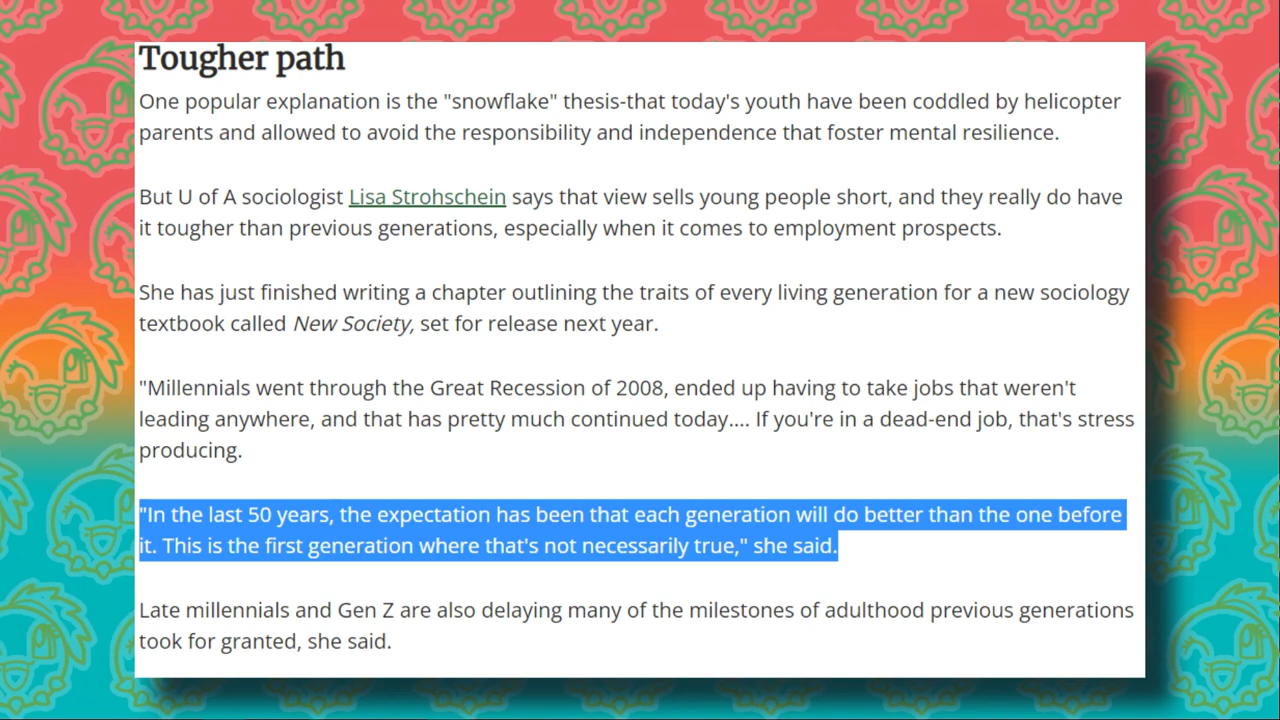 Tougher path
One popular explanation is the "snowflake" thesis-that today's youth have been coddled by helicopter
parents and allowed to avoid the responsibility and independence that foster mental resilience.
But U of A sociologist Lisa Strohschein says that view sells young people short, and they really do have
it tougher than previous generations, especially when it comes to employment prospects.
She has just finished writing a chapter outlining the traits of every living generation for a new sociology
textbook called New Society, set for release next year.
"Millennials went through the Great Recession of 2008, ended up having to take jobs that weren't
leading anywhere, and that has pretty much continued today.... If you're in a dead-end job, that's stress
producing.
"In the last 50 years, the expectation has been that each generation will do better than the one before
it. This is the first generation where that's not necessarily true," she said.
Late millennials and Gen Z are also delaying many of the milestones of adulthood previous generations
took for granted, she said.